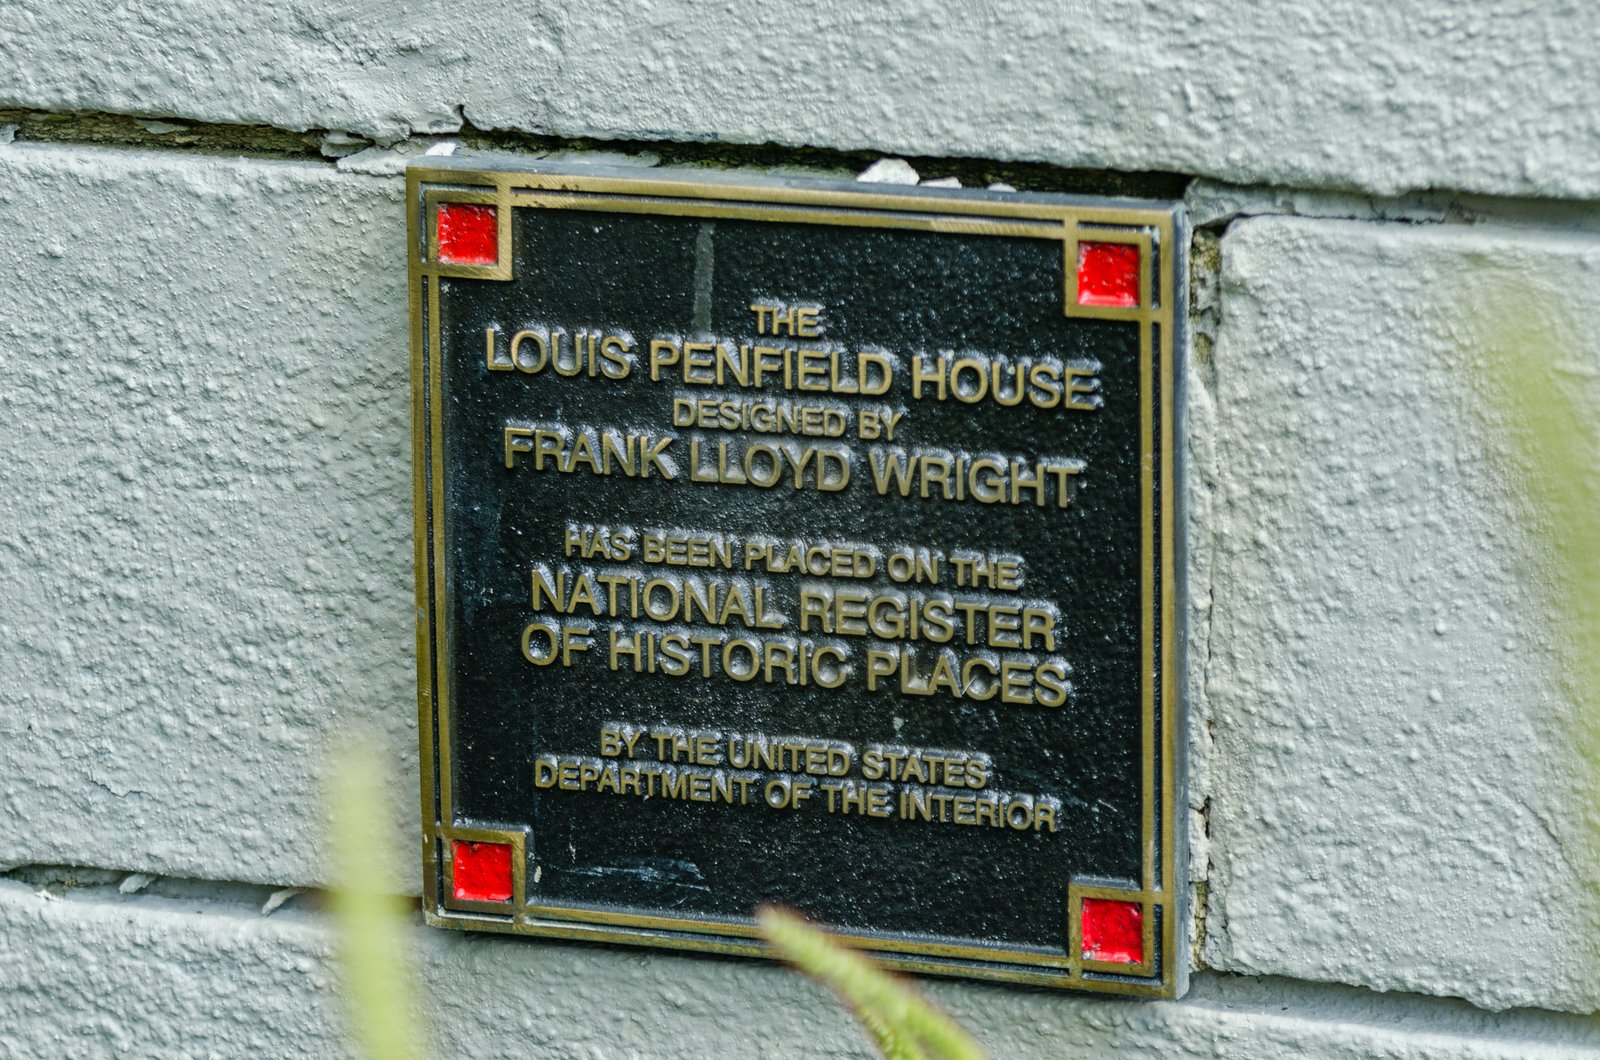 THE
LOUIS PENFIELD HOUSE
DESIGNED BY
FRANK LLOYD WRIGHT
HAS BEEN PLACED ON THE
NATIONAL REGISTER
OF HISTORIC PLACES
BY THE UNITED STATES
DEPARTMENT OF THE INTERIOR